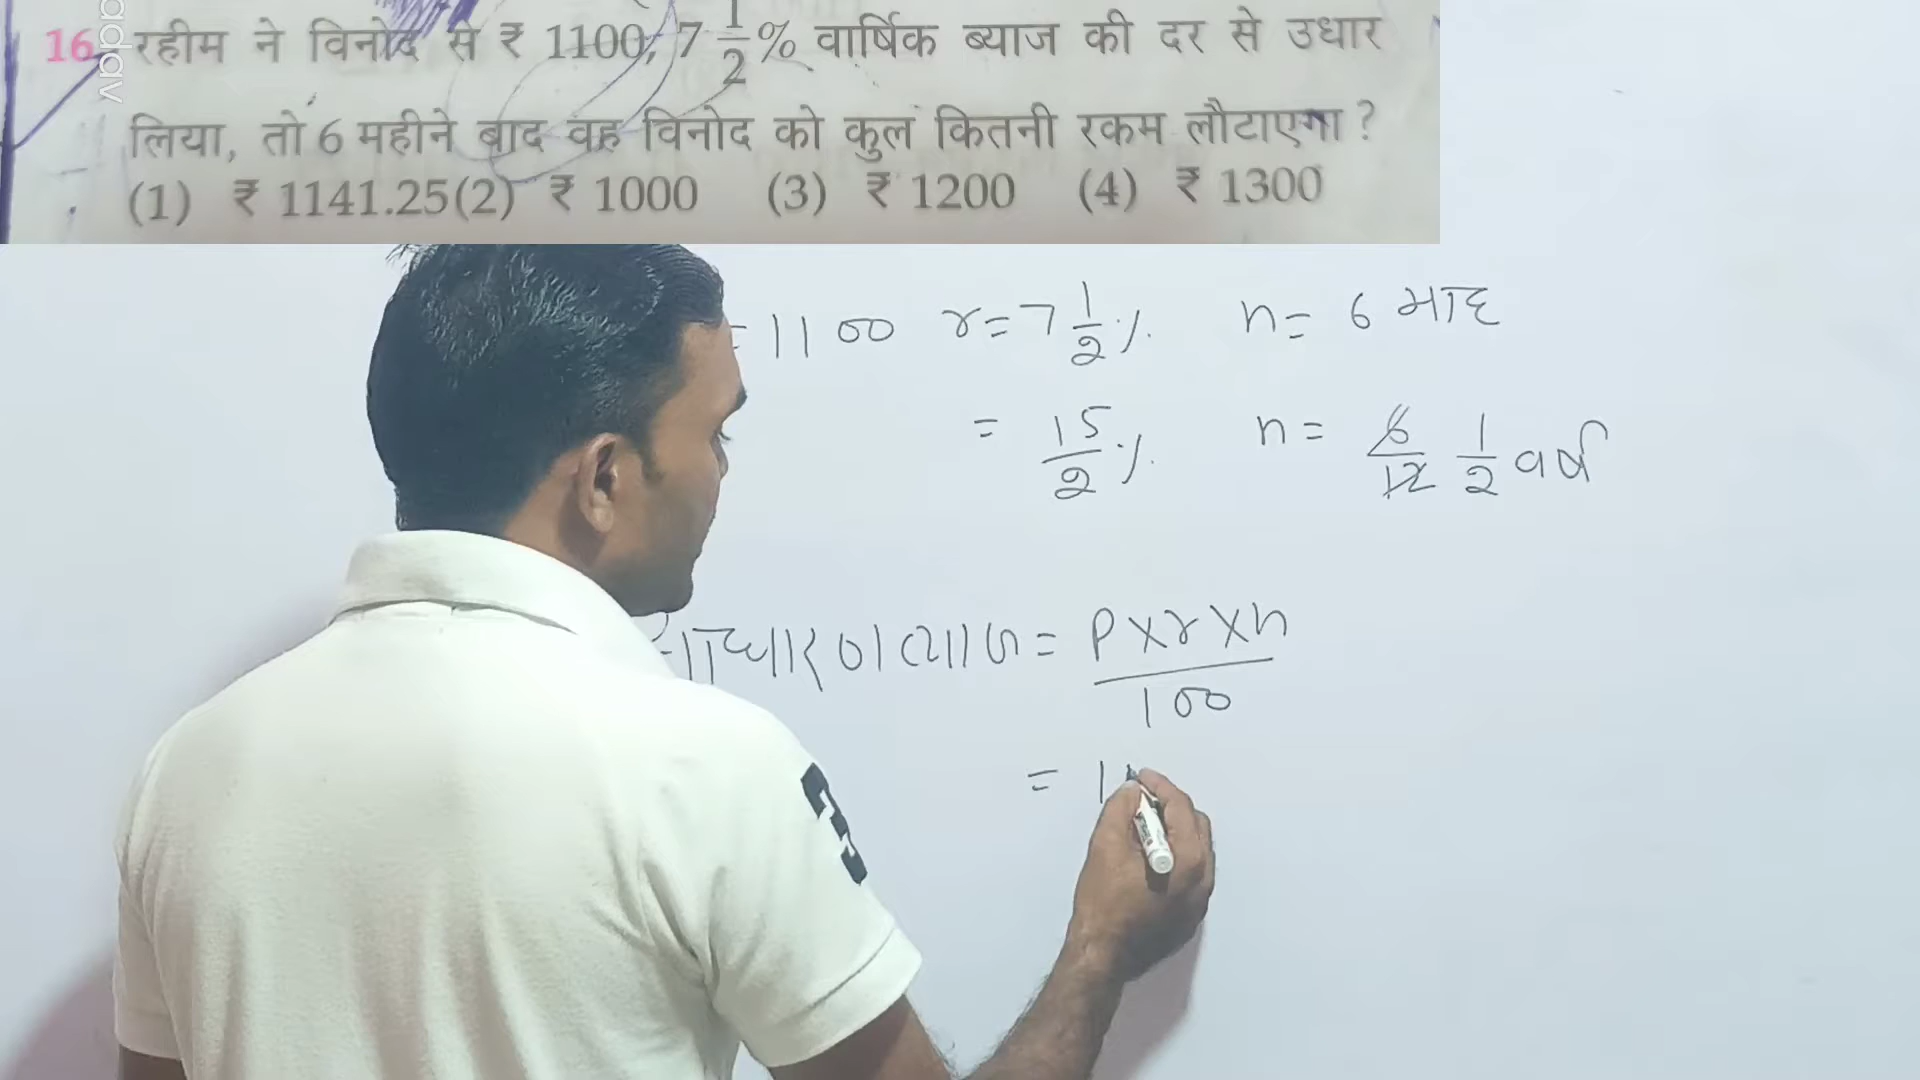 16. रहीम ने विनोद से ₹ 1100, 7 1/2 % वार्षिक ब्याज की दर से उधार
लिया, तो 6 महीने बाद वह विनोद को कुल कितनी रकम लौटाएगा ?
(1) ₹ 1141.25 (2) ₹ 1000 (3) ₹ 1200 (4) ₹ 1300
= 1100 r = 7 1/2 % n = 6 माह
= 15/2 % n = 6/12 1/2 वर्ष
साधारण ब्याज = P×r×n/100
= 11